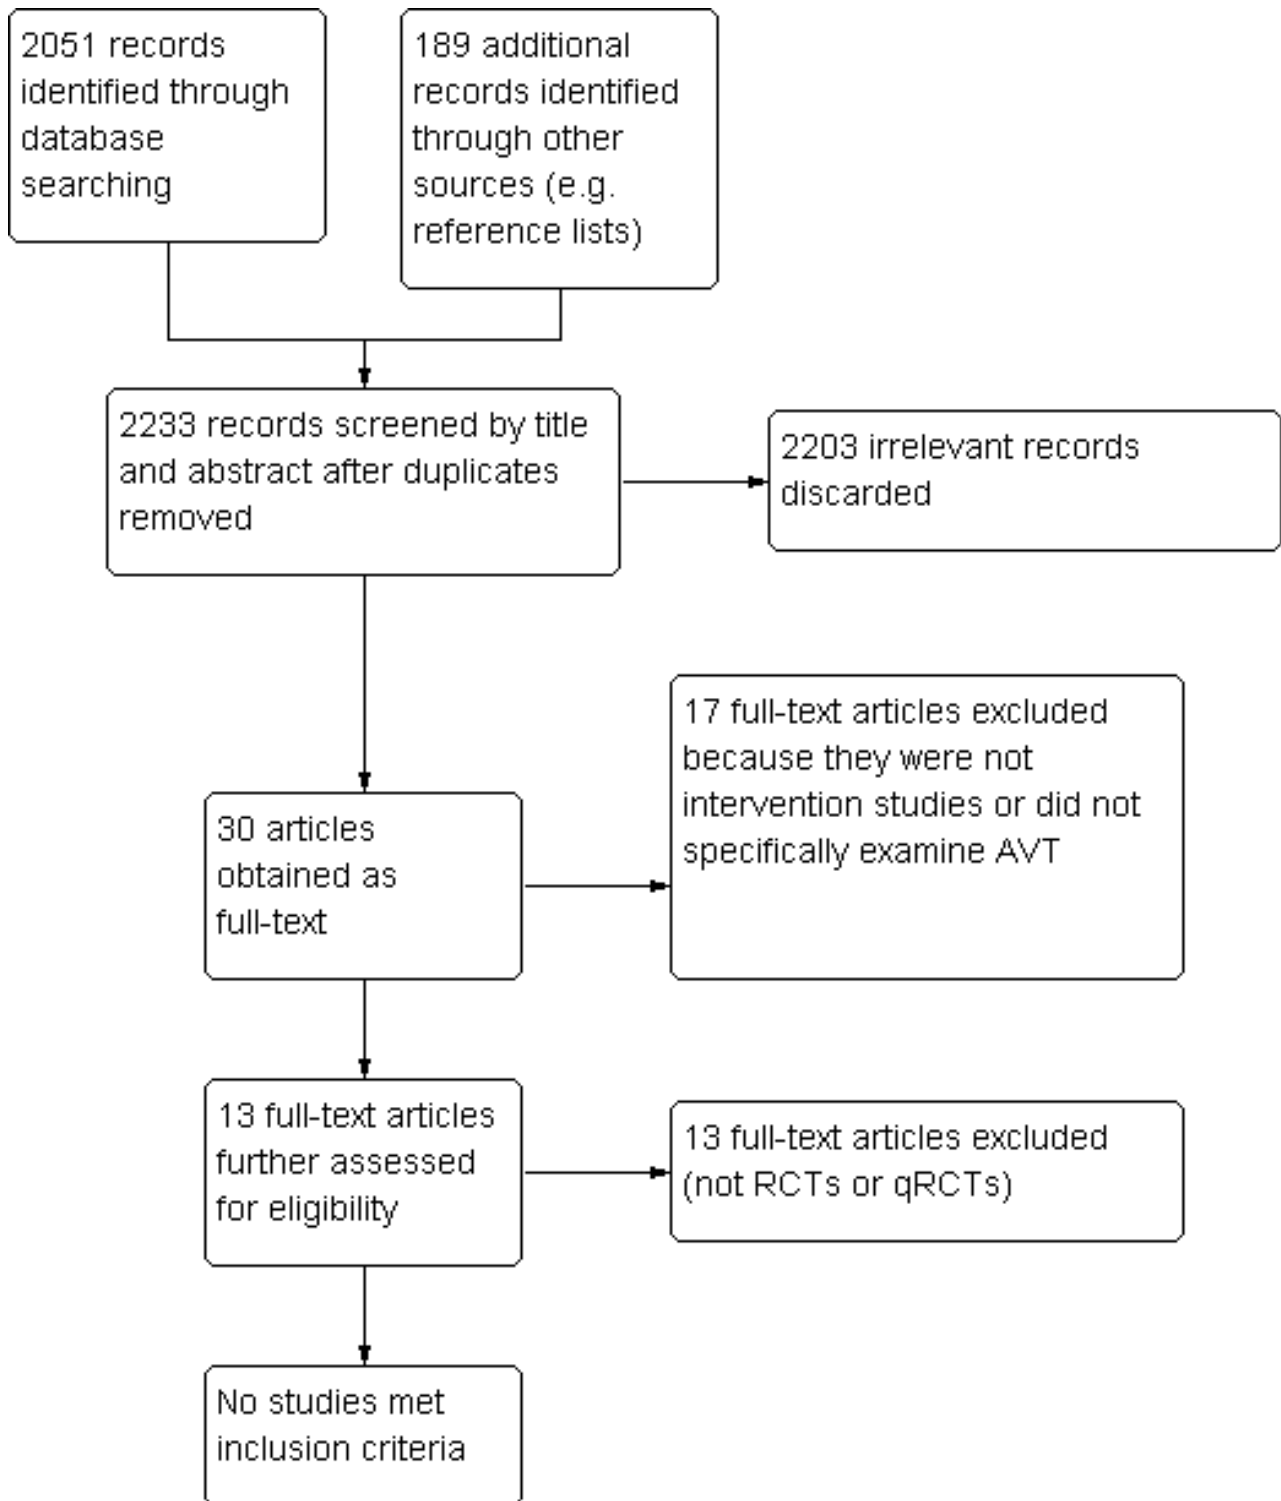 2051 records
identified through
database
searching
189 additional
records identified
through other
sources (e.g.
reference lists)
2233 records screened by title
and abstract after duplicates
removed
2203 irrelevant records
discarded
30 articles
obtained as
full-text
17 full-text articles excluded
because they were not
intervention studies or did not
specifically examine AVT
13 full-text articles
further assessed
for eligibility
13 full-text articles excluded
(not RCTs or qRCTs)
No studies met
inclusion criteria